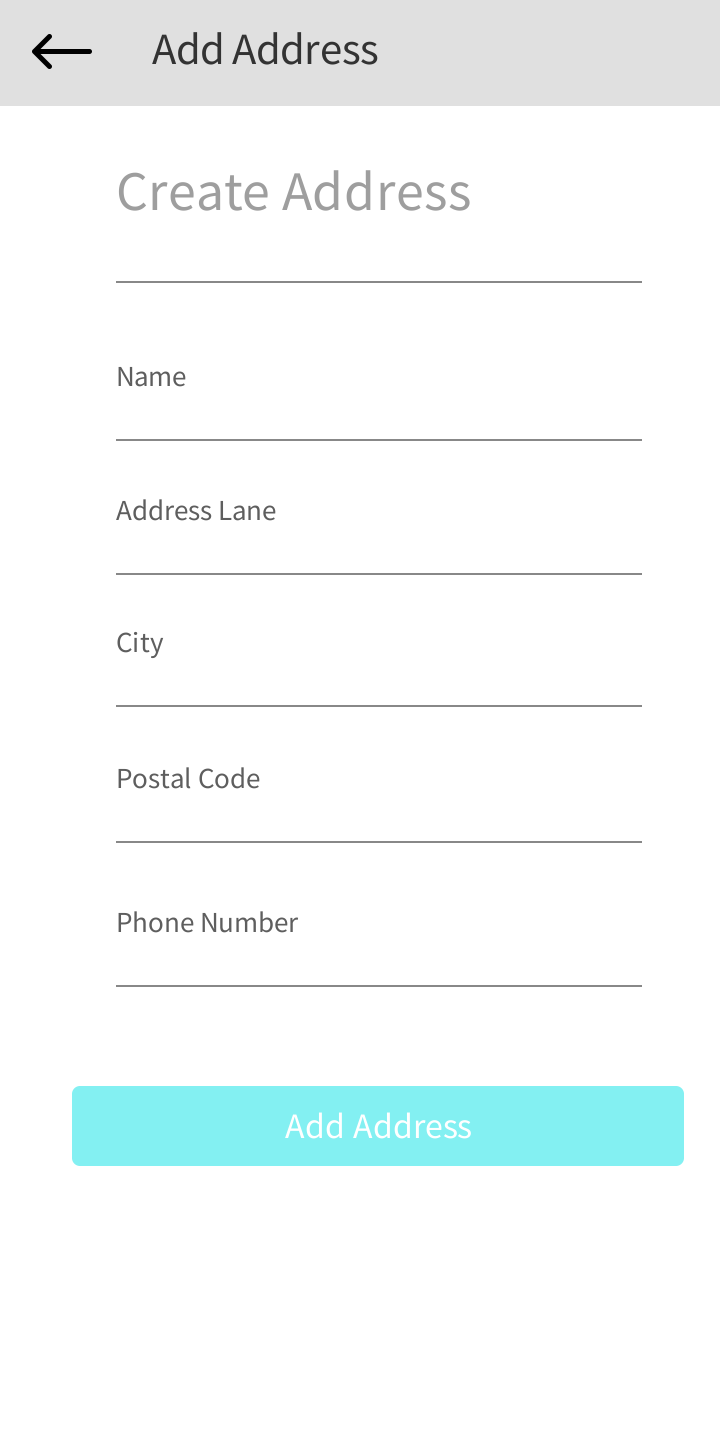 Add Address
Create Address
Name
Address Lane
City
Postal Code
Phone Number
Add Address